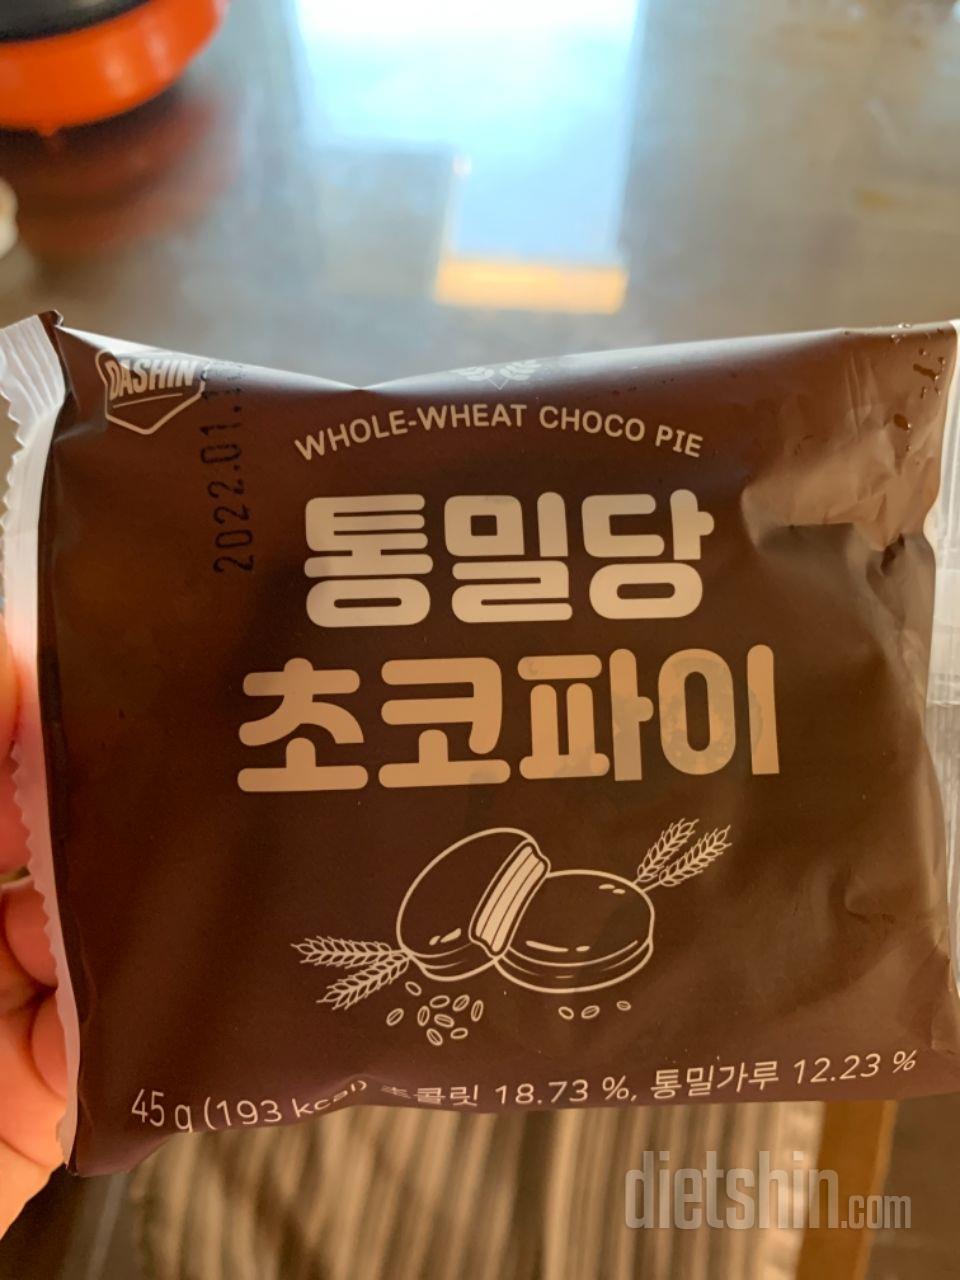 DASHIN
2022.01.
WHOLE-WHEAT CHOCO PIE
통밀당
초코파이
45 g (193 kcal) 초콜릿 18.73 %, 통밀가루 12.23 %
dietshin.com